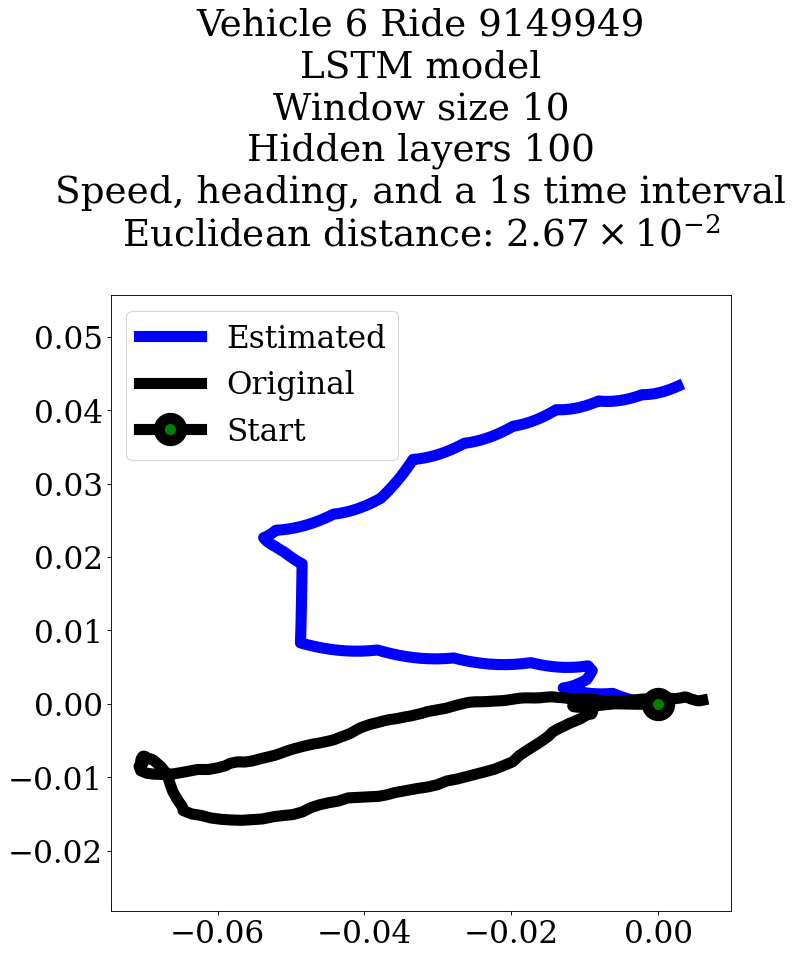 Vehicle 6 Ride 9149949
LSTM model
Window size 10
Hidden layers 100
Speed, heading, and a 1s time interval
Euclidean distance: 2.67 × 10⁻²
Estimated
Original
Start
0.05
0.04
0.03
0.02
0.01
0.00
−0.01
−0.02
−0.06 −0.04 −0.02 0.00